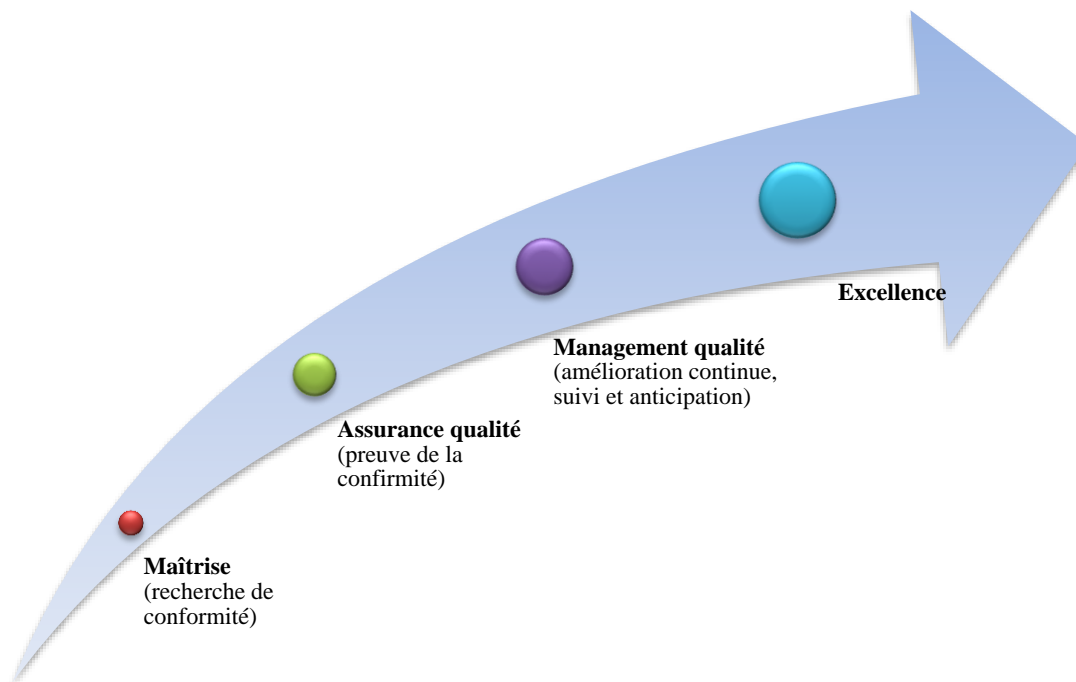 Maîtrise
(recherche de
conformité)
Assurance qualité
(preuve de la
confirmité)
Management qualité
(amélioration continue,
suivi et anticipation)
Excellence